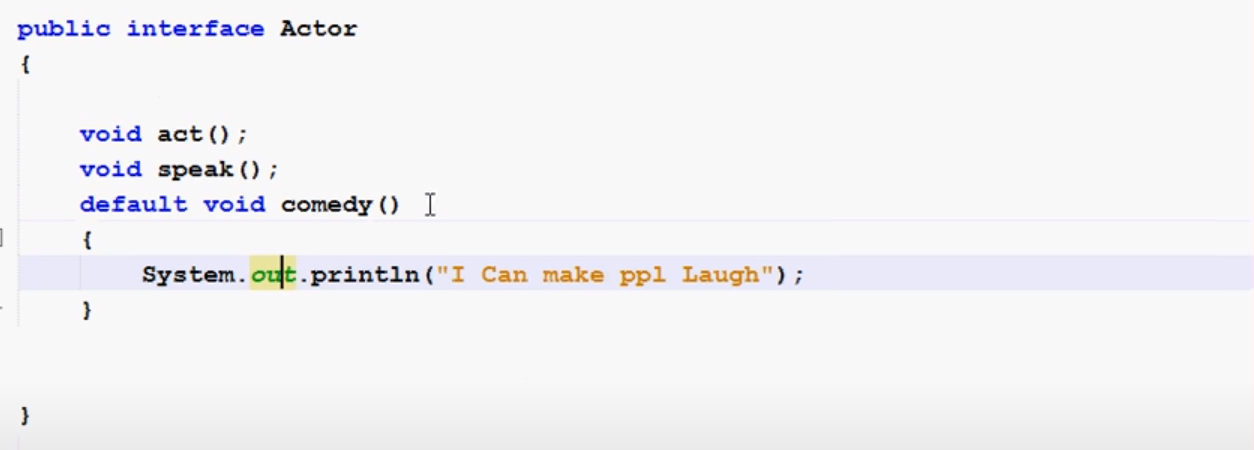 public interface Actor
{
void act();
void speak();
default void comedy()
{
System.out.println("I Can make ppl Laugh");
}
}